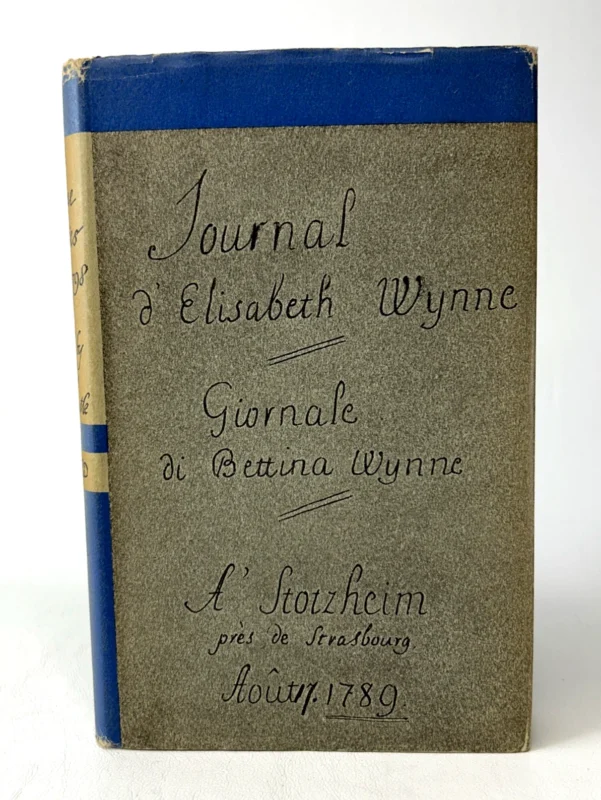 Journal
d'Elisabeth Wynne
Giornale
di Bettina Wynne
A' Stotzheim
près de Strasbourg
Août 17. 1789.